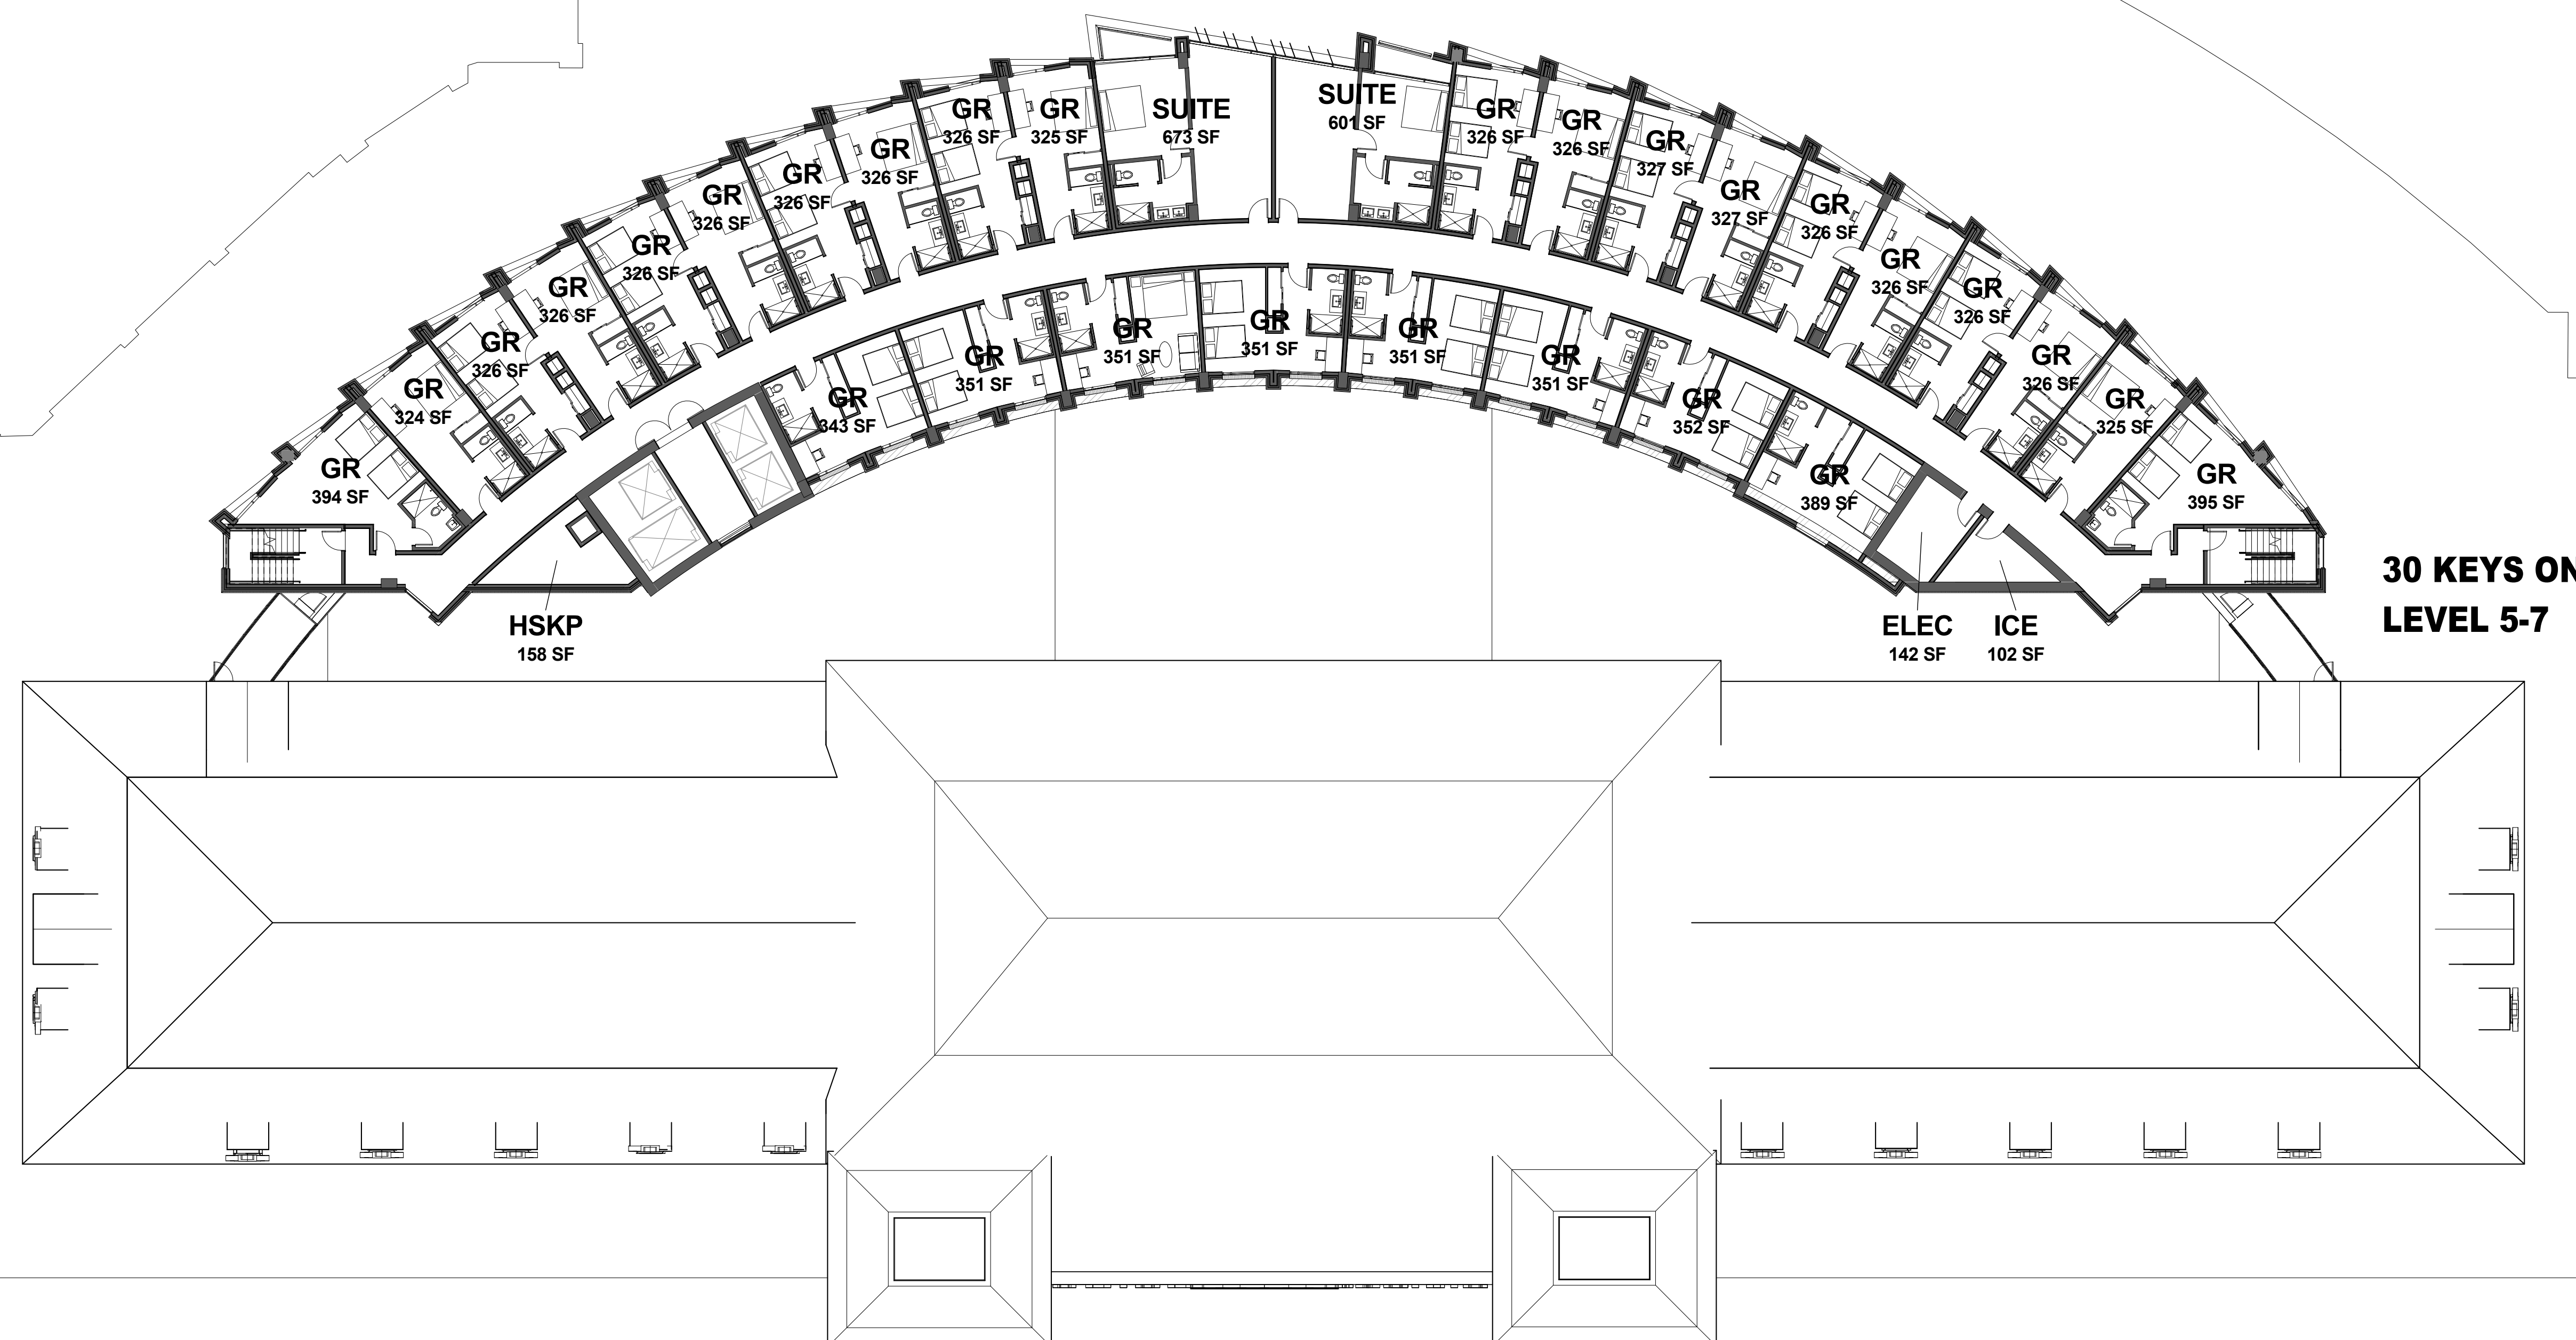 SUITE
673 SF
SUITE
601 SF
GR
326 SF
GR
325 SF
GR
326 SF
GR
326 SF
GR
326 SF
GR
326 SF
GR
327 SF
GR
327 SF
GR
326 SF
GR
326 SF
GR
326 SF
GR
326 SF
GR
326 SF
GR
326 SF
GR
326 SF
GR
326 SF
GR
324 SF
GR
394 SF
GR
326 SF
GR
325 SF
GR
395 SF
GR
343 SF
GR
351 SF
GR
351 SF
GR
351 SF
GR
351 SF
GR
351 SF
GR
352 SF
GR
389 SF
HSKP
158 SF
ELEC
142 SF
ICE
102 SF
30 KEYS ON
LEVEL 5-7